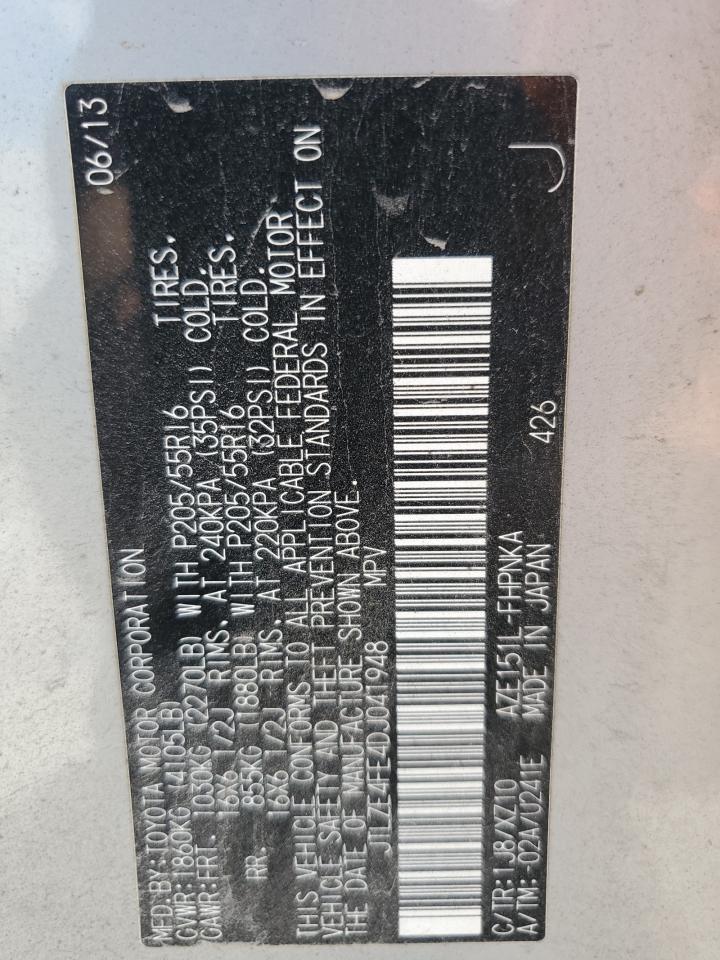 MFD.BY:TOYOTA MOTOR CORPORATION 06/13
GVWR:1860KG (4105LB)
GAWR:FRT. 1030KG (2270LB) WITH P205/55R16 TIRES.
16X6 1/2J RIMS. AT 240KPA (35PSI) COLD.
RR. 855KG (1880LB) WITH P205/55R16 TIRES.
16X6 1/2J RIMS. AT 220KPA (32PSI) COLD.
THIS VEHICLE CONFORMS TO ALL APPLICABLE FEDERAL MOTOR
VEHICLE SAFETY AND THEFT PREVENTION STANDARDS IN EFFECT ON
THE DATE OF MANUFACTURE SHOWN ABOVE.
JTLZE4FE4DJ041948 MPV
C/TR:1J8/XZ10 AZE151L-FHPNKA 426 J
A/TM:-02A/U241E MADE IN JAPAN